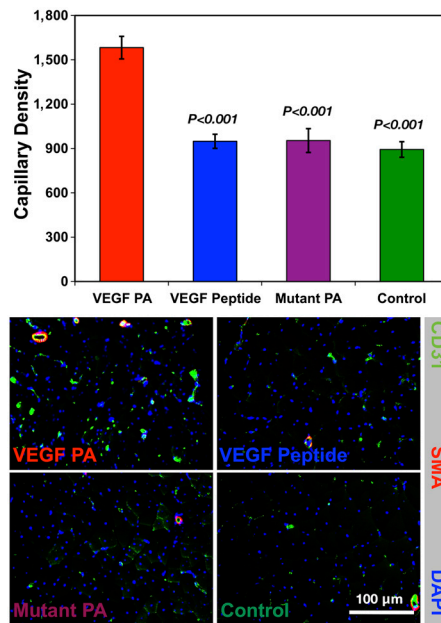 1,800
1,500
1,200
900
600
300
0
Capillary Density
P<0.001
P<0.001
P<0.001
VEGF PA
VEGF Peptide
Mutant PA
Control
VEGF PA
VEGF Peptide
Mutant PA
Control
100 µm
CD31
SMA
DAPI